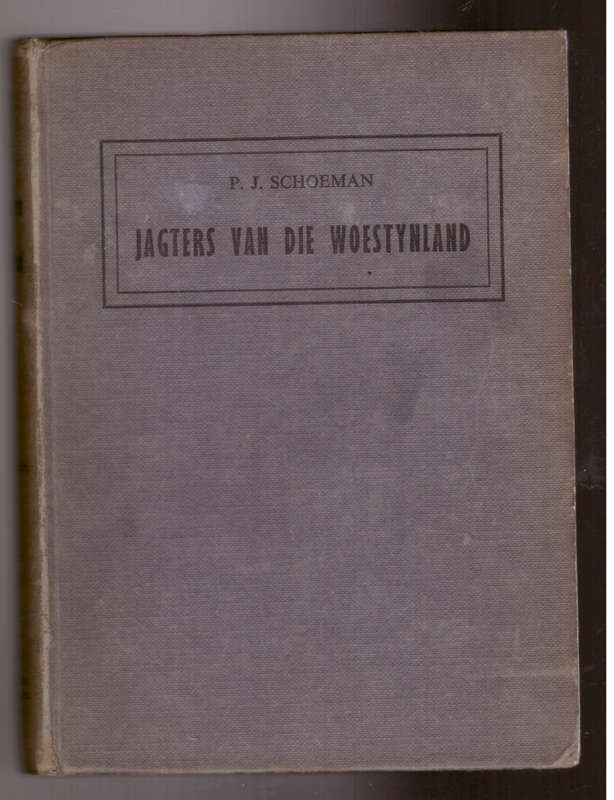 P. J. SCHOEMAN
JAGTERS VAN DIE WOESTYNLAND